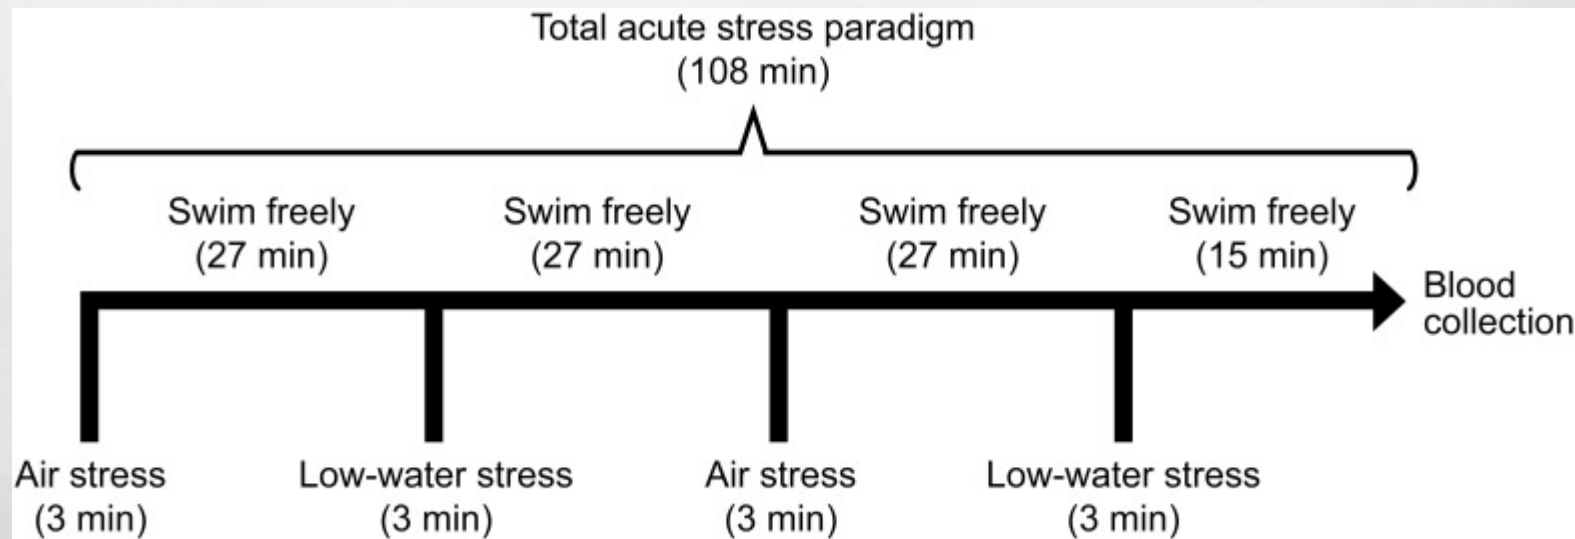 Total acute stress paradigm
(108 min)
Swim freely
(27 min)
Swim freely
(27 min)
Swim freely
(27 min)
Swim freely
(15 min)
Blood
collection
Air stress
(3 min)
Low-water stress
(3 min)
Air stress
(3 min)
Low-water stress
(3 min)